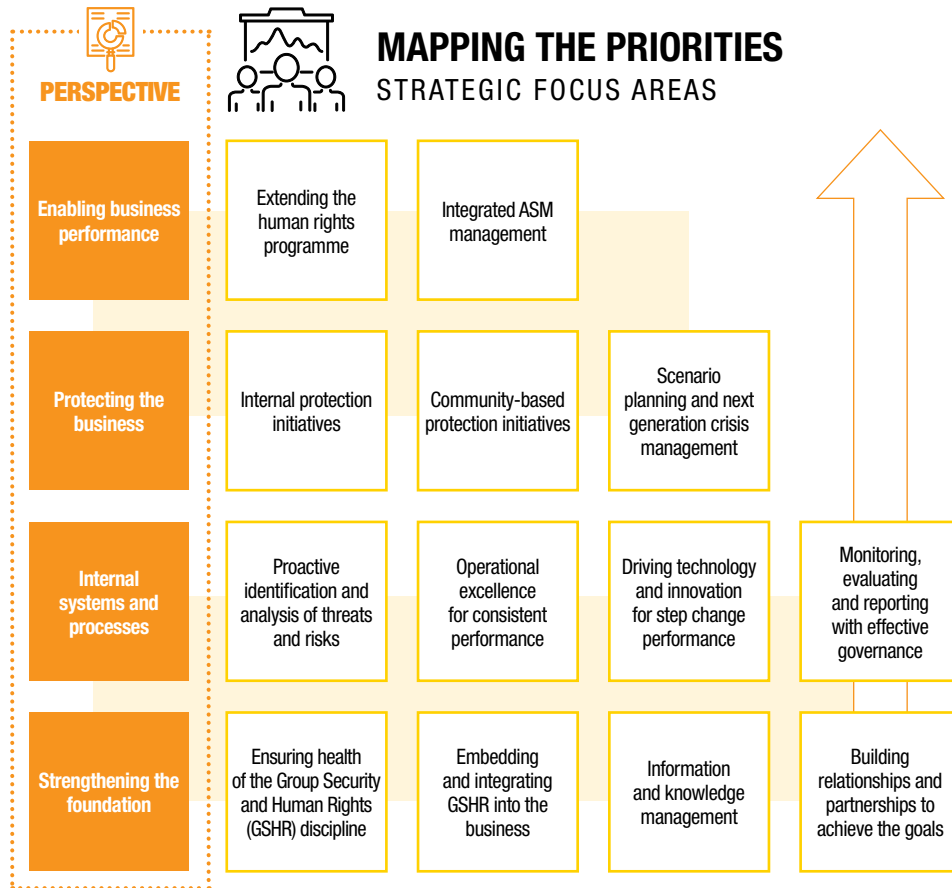 PERSPECTIVE
MAPPING THE PRIORITIES
STRATEGIC FOCUS AREAS
Enabling business
performance
Extending the
human rights
programme
Integrated ASM
management
Protecting the
business
Internal protection
initiatives
Community-based
protection initiatives
Scenario
planning and next
generation crisis
management
Internal
systems and
processes
Proactive
identification and
analysis of threats
and risks
Operational
excellence
for consistent
performance
Driving technology
and innovation
for step change
performance
Monitoring,
evaluating
and reporting
with effective
governance
Strengthening the
foundation
Ensuring health
of the Group Security
and Human Rights
(GSHR) discipline
Embedding
and integrating
GSHR into the
business
Information
and knowledge
management
Building
relationships and
partnerships to
achieve the goals